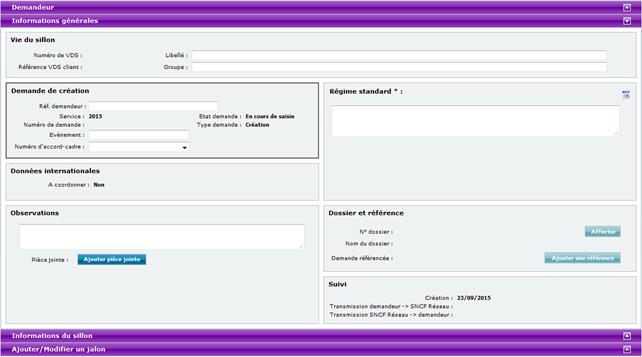 Demandeur
Informations générales
Vie du sillon
Numéro de VDS :
Libellé :
Référence VDS client :
Groupe :
Demande de création
Réf. demandeur :
Service : 2015
Etat demande : En cours de saisie
Numéro de demande :
Type demande : Création
Evènement :
Numéro d'accord-cadre :
Régime standard * :
Données internationales
A coordonner : Non
Observations
Pièce jointe :
Ajouter pièce jointe
Dossier et référence
N° dossier :
Affecter
Nom du dossier :
Demande référencée :
Ajouter une référence
Suivi
Création : 23/09/2015
Transmission demandeur -> SNCF Réseau :
Transmission SNCF Réseau -> demandeur :
Informations du sillon
Ajouter/Modifier un jalon